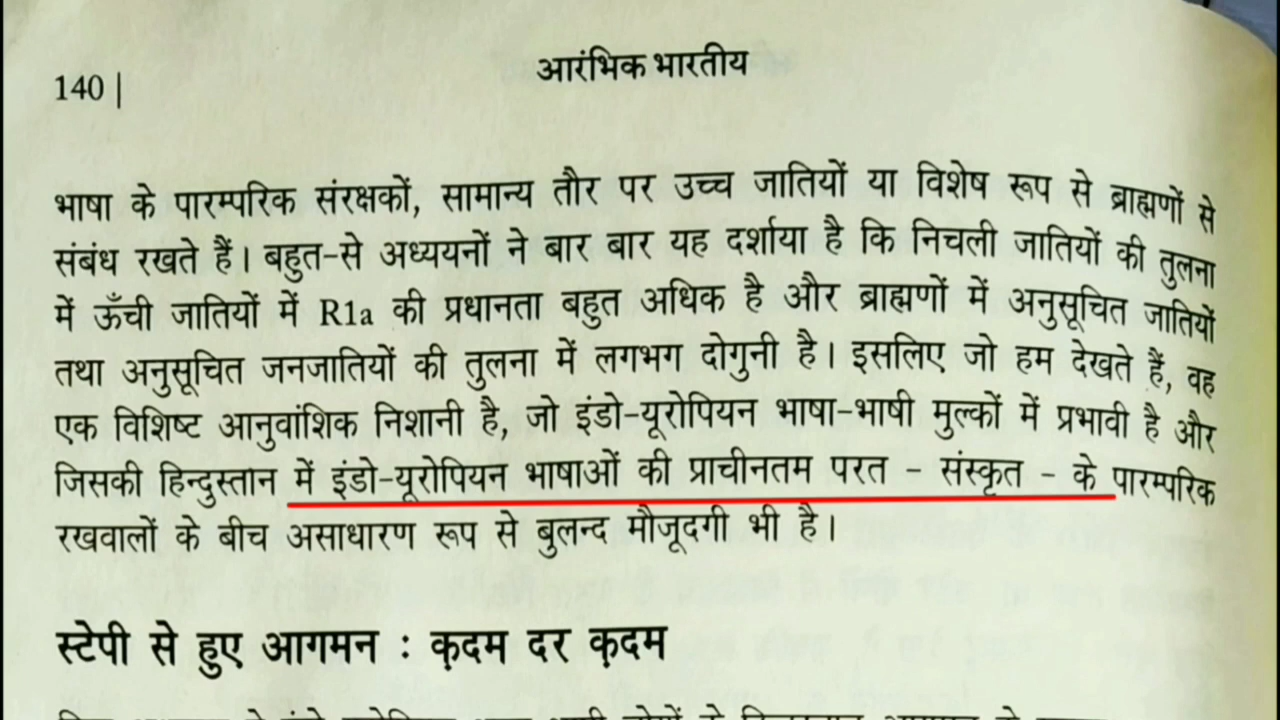 140 |
आरंभिक भारतीय
भाषा के पारम्परिक संरक्षकों, सामान्य तौर पर उच्च जातियों या विशेष रूप से ब्राह्मणों से
संबंध रखते हैं। बहुत-से अध्ययनों ने बार बार यह दर्शाया है कि निचली जातियों की तुलना
में ऊँची जातियों में R1a की प्रधानता बहुत अधिक है और ब्राह्मणों में अनुसूचित जातियों
तथा अनुसूचित जनजातियों की तुलना में लगभग दोगुनी है। इसलिए जो हम देखते हैं, वह
एक विशिष्ट आनुवांशिक निशानी है, जो इंडो-यूरोपियन भाषा-भाषी मुल्कों में प्रभावी है और
जिसकी हिन्दुस्तान में इंडो-यूरोपियन भाषाओं की प्राचीनतम परत - संस्कृत - के पारम्परिक
रखवालों के बीच असाधारण रूप से बुलन्द मौजूदगी भी है।
स्टेपी से हुए आगमन : क़दम दर क़दम